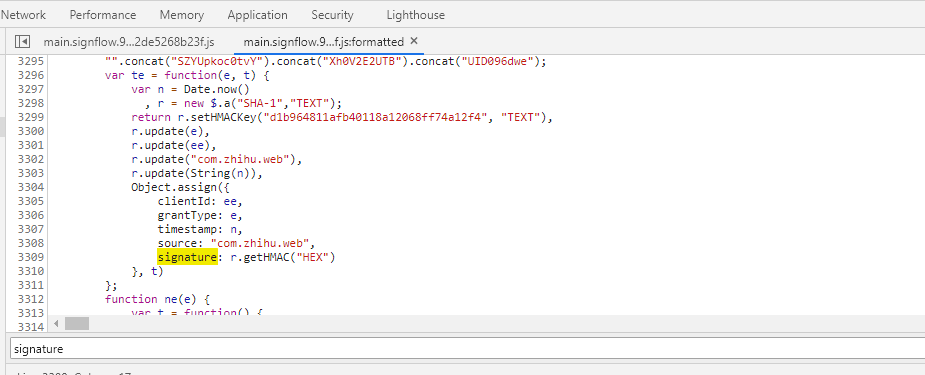 Network Performance Memory Application Security Lighthouse
main.signflow.9...2de5268b23f.js main.signflow.9...f.js:formatted ×
3295 "".concat("SZYUpkoc0tvY").concat("Xh0V2E2UTB").concat("UID096dwe");
3296 var te = function(e, t) {
3297 var n = Date.now()
3298 , r = new $.a("SHA-1","TEXT");
3299 return r.setHMACKey("d1b964811afb40118a12068ff74a12f4", "TEXT"),
3300 r.update(e),
3301 r.update(ee),
3302 r.update("com.zhihu.web"),
3303 r.update(String(n)),
3304 Object.assign({
3305 clientId: ee,
3306 grantType: e,
3307 timestamp: n,
3308 source: "com.zhihu.web",
3309 signature: r.getHMAC("HEX")
3310 }, t)
3311 };
3312 function ne(e) {
3313 var t = function() {
3314
signature